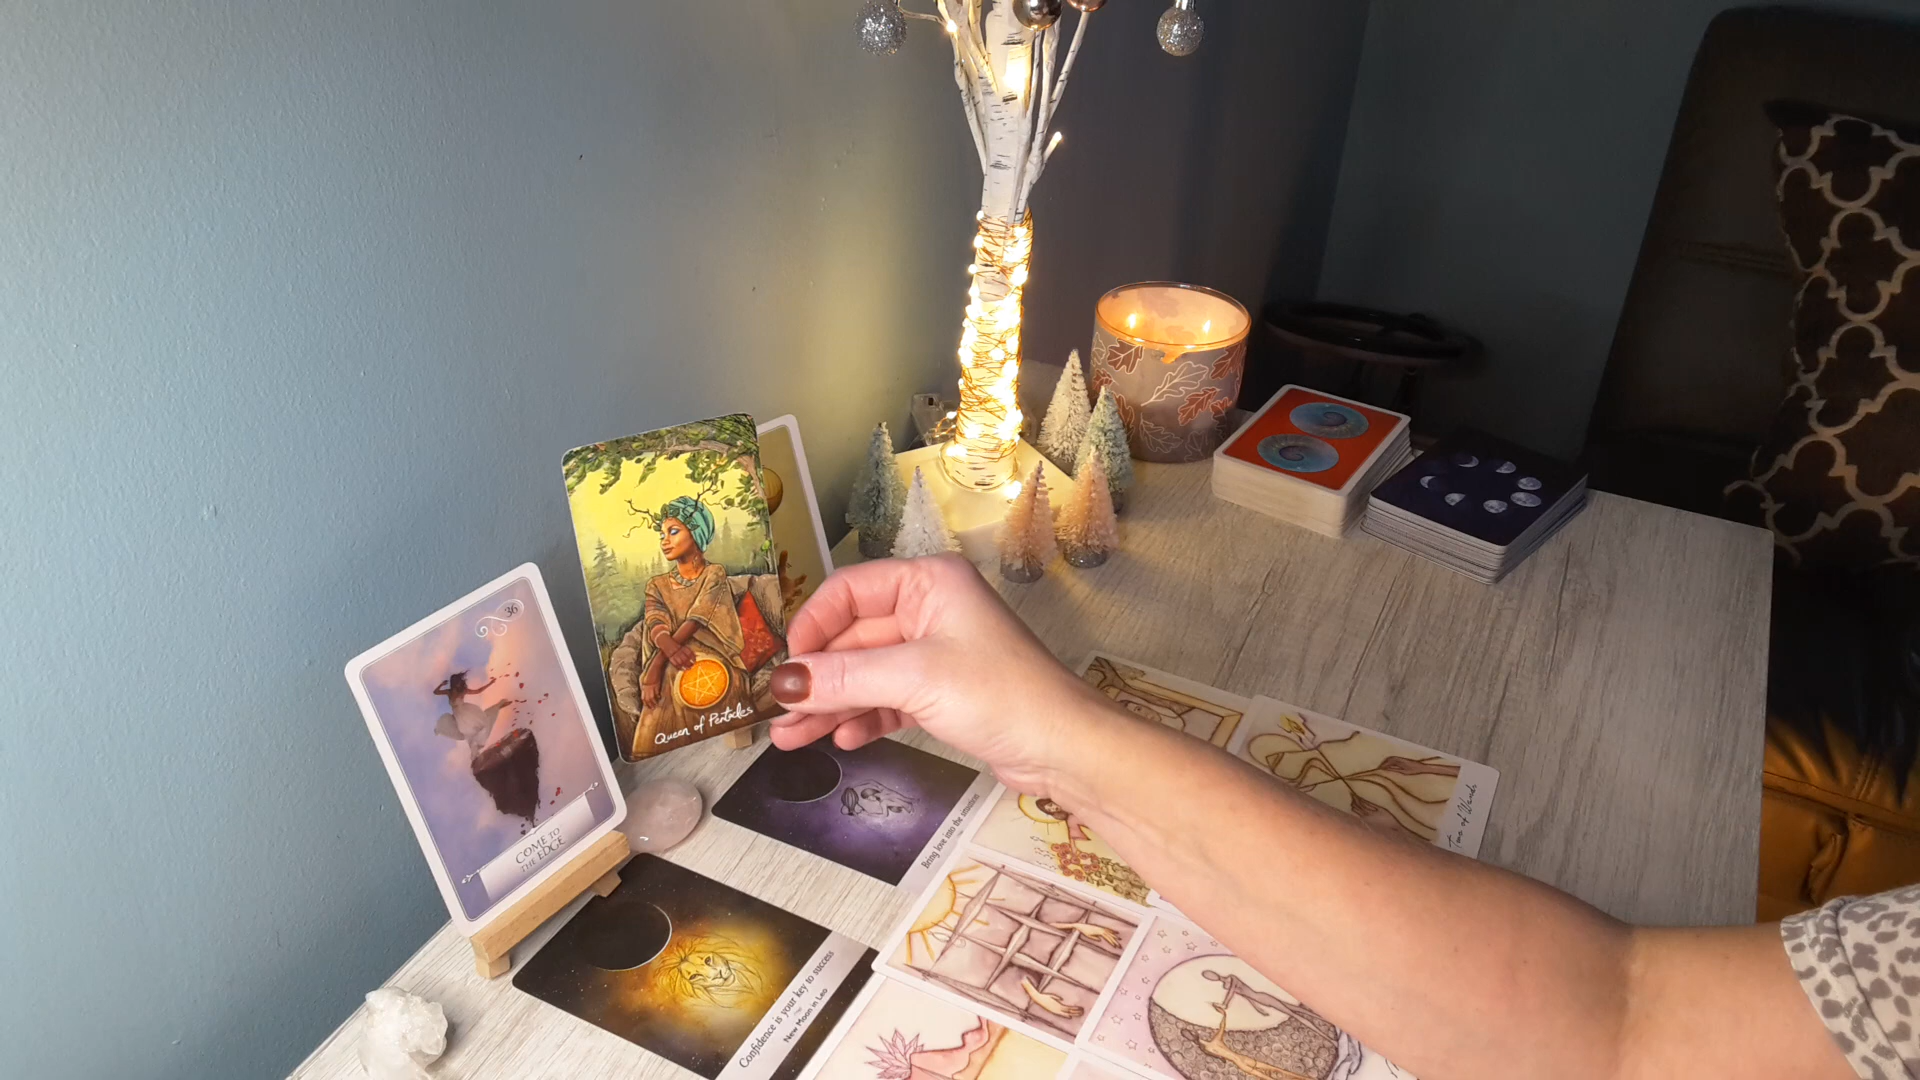 36
COME TO
THE EDGE
Queen of Pentacles
Bring love into the situation
Confidence is your key to success
New Moon in Leo
of Wands